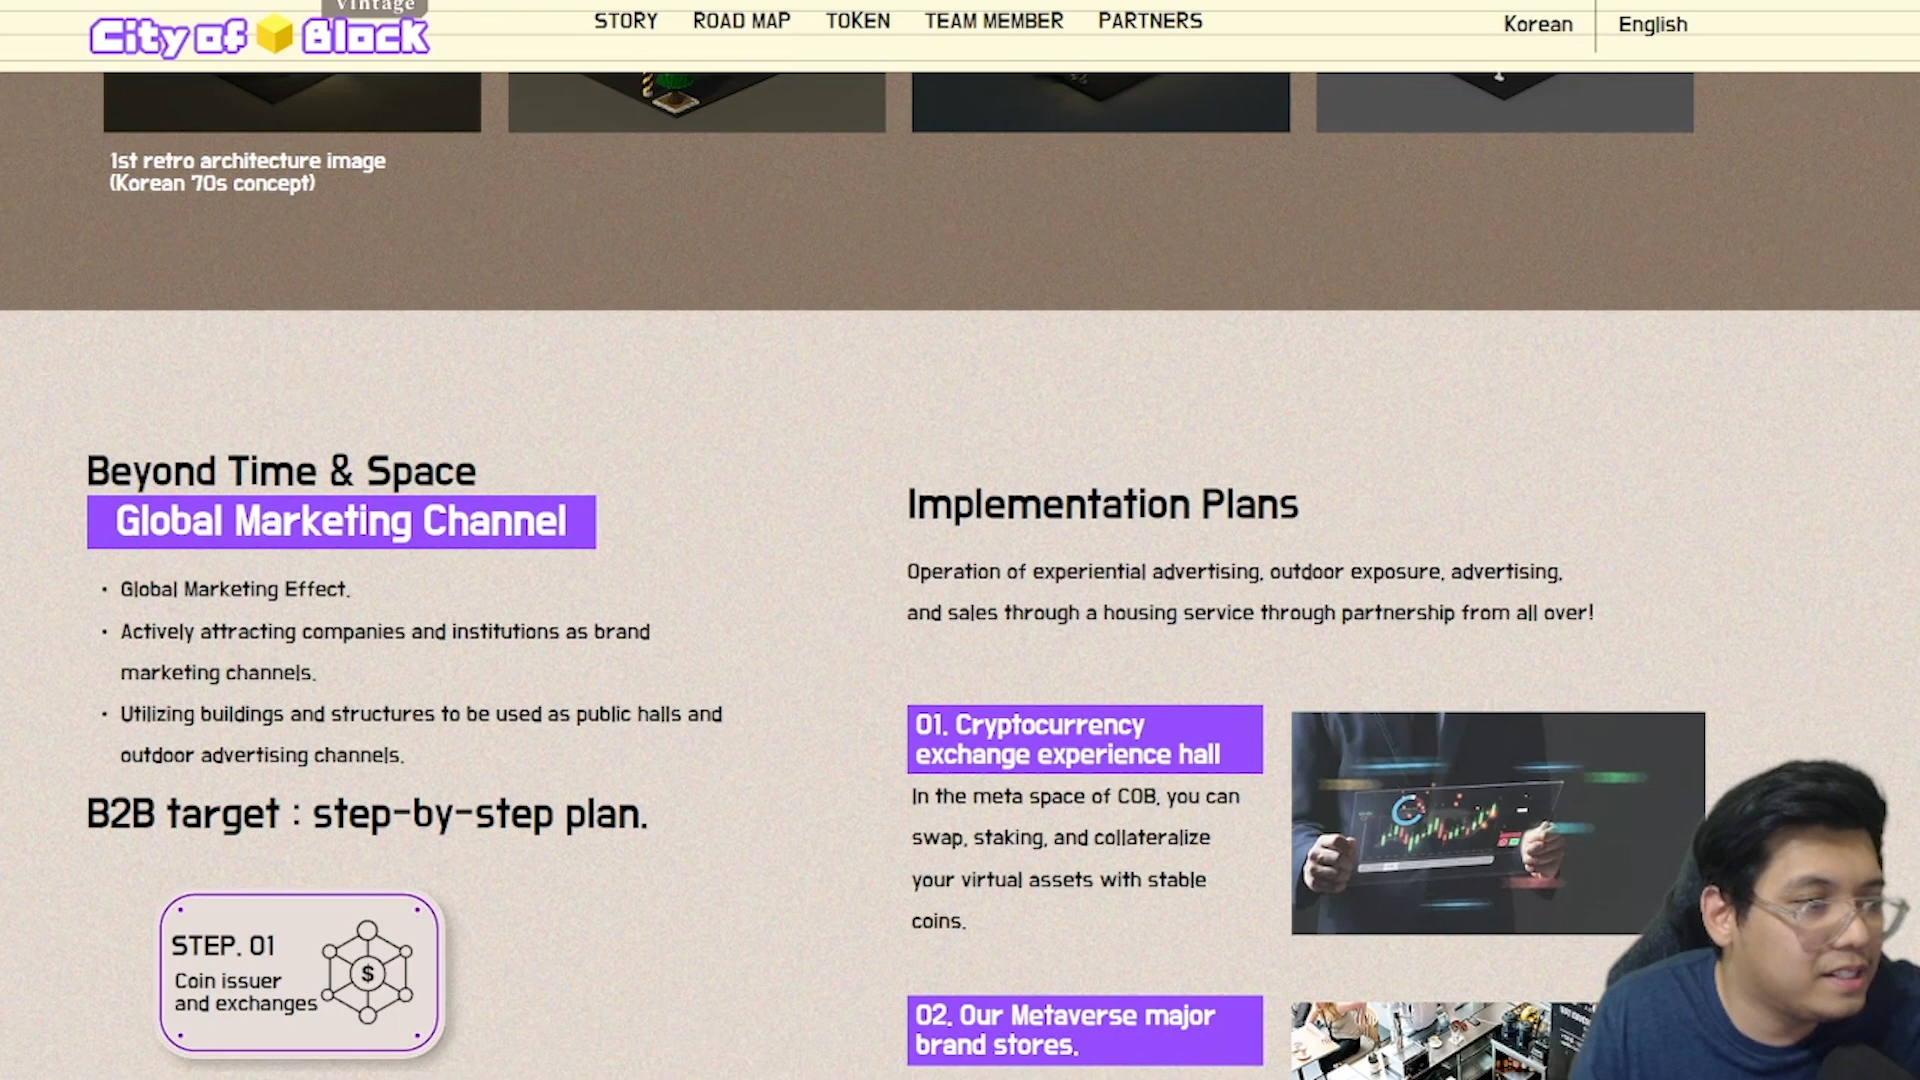 Vintage
City of Block
STORY
ROAD MAP
TOKEN
TEAM MEMBER
PARTNERS
Korean
English
1st retro architecture image
(Korean 70s concept)
Beyond Time & Space
Global Marketing Channel
• Global Marketing Effect.
• Actively attracting companies and institutions as brand
marketing channels.
• Utilizing buildings and structures to be used as public halls and
outdoor advertising channels.
B2B target : step-by-step plan.
STEP. 01
Coin issuer
and exchanges
$
Implementation Plans
Operation of experiential advertising, outdoor exposure, advertising,
and sales through a housing service through partnership from all over!
01. Cryptocurrency
exchange experience hall
In the meta space of COB, you can
swap, staking, and collateralize
your virtual assets with stable
coins.
02. Our Metaverse major
brand stores.